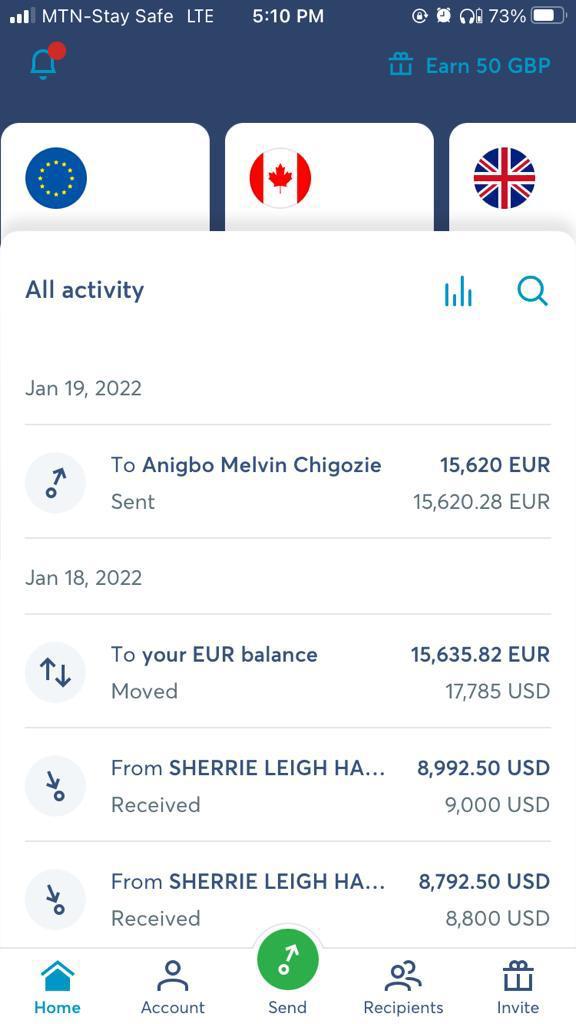 MTN-Stay Safe LTE 5:10 PM 73%
Earn 50 GBP
All activity
Jan 19, 2022
To Anigbo Melvin Chigozie 15,620 EUR
Sent 15,620.28 EUR
Jan 18, 2022
To your EUR balance 15,635.82 EUR
Moved 17,785 USD
From SHERRIE LEIGH HA... 8,992.50 USD
Received 9,000 USD
From SHERRIE LEIGH HA... 8,792.50 USD
Received 8,800 USD
Home Account Send Recipients Invite